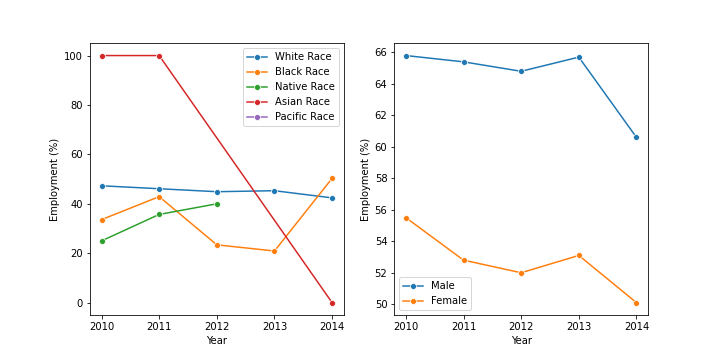 100
80
60
40
20
0
Employment (%)
2010 2011 2012 2013 2014
Year
White Race
Black Race
Native Race
Asian Race
Pacific Race
66
64
62
60
58
56
54
52
50
Employment (%)
2010 2011 2012 2013 2014
Year
Male
Female